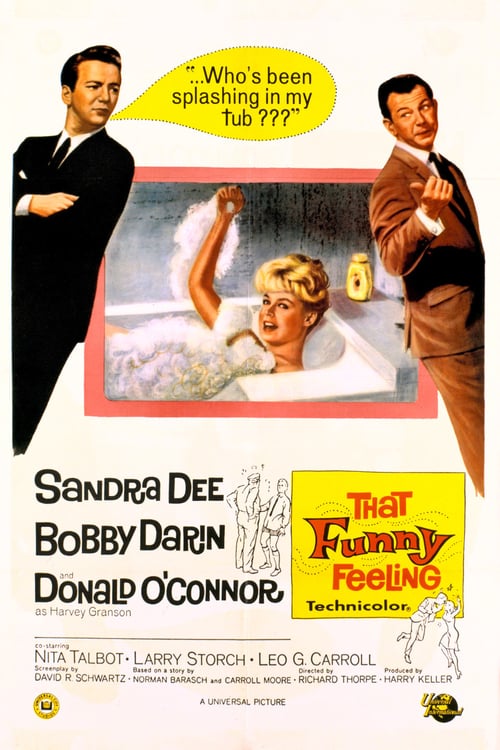 "...Who's been
splashing in my
tub ???"
SANDRA DEE
BOBBY DARIN
and
DONALD O'CONNOR
as Harvey Granson
THAT
Funny
FEELING
Technicolor®
co-starring
NITA TALBOT • LARRY STORCH • LEO G. CARROLL
Screenplay by
DAVID R. SCHWARTZ •
Based on a story by
NORMAN BARASCH and CARROLL MOORE •
Directed by
RICHARD THORPE •
Produced by
HARRY KELLER
A UNIVERSAL PICTURE
Universal
International